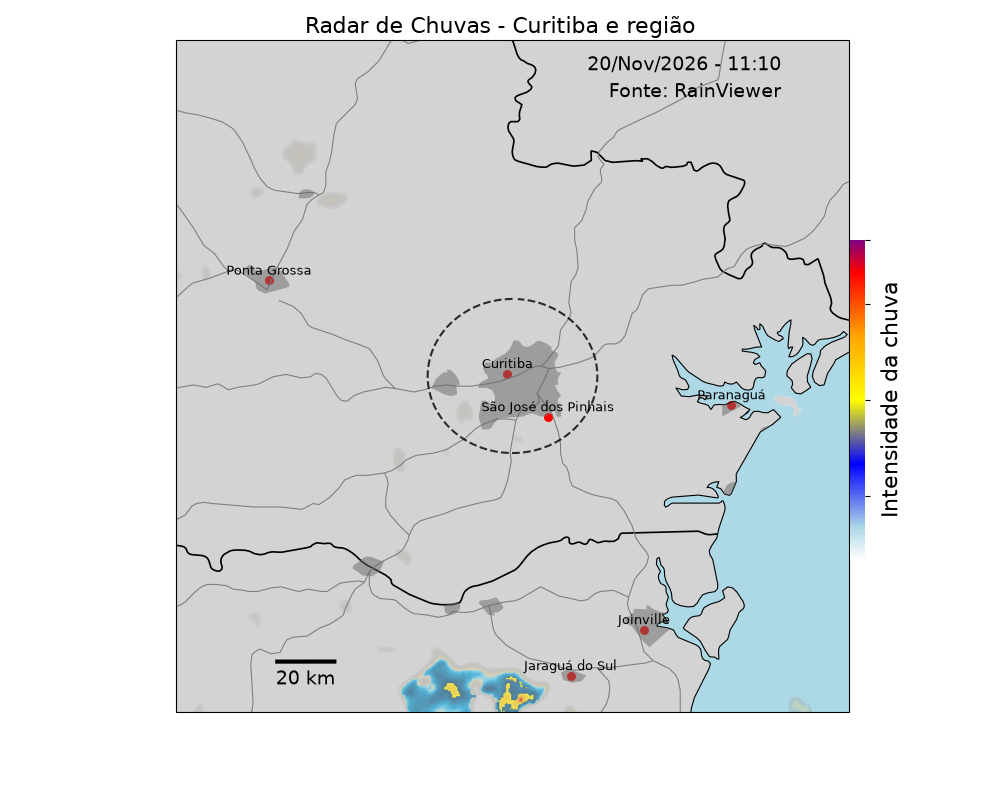 Radar de Chuvas - Curitiba e região
20/Nov/2026 - 11:10
Fonte: RainViewer
Ponta Grossa
Curitiba
São José dos Pinhais
Paranaguá
Intensidade da chuva
Joinville
Jaraguá do Sul
20 km